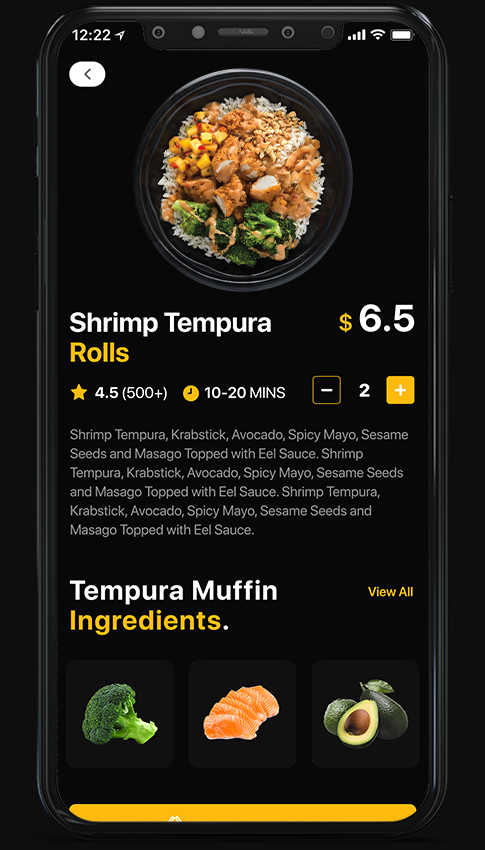 12:22
Shrimp Tempura
$ 6.5
Rolls
4.5 (500+) 10-20 MINS
2
Shrimp Tempura, Krabstick, Avocado, Spicy Mayo, Sesame
Seeds and Masago Topped with Eel Sauce. Shrimp
Tempura, Krabstick, Avocado, Spicy Mayo, Sesame Seeds
and Masago Topped with Eel Sauce. Shrimp Tempura,
Krabstick, Avocado, Spicy Mayo, Sesame Seeds and
Masago Topped with Eel Sauce.
Tempura Muffin
View All
Ingredients.